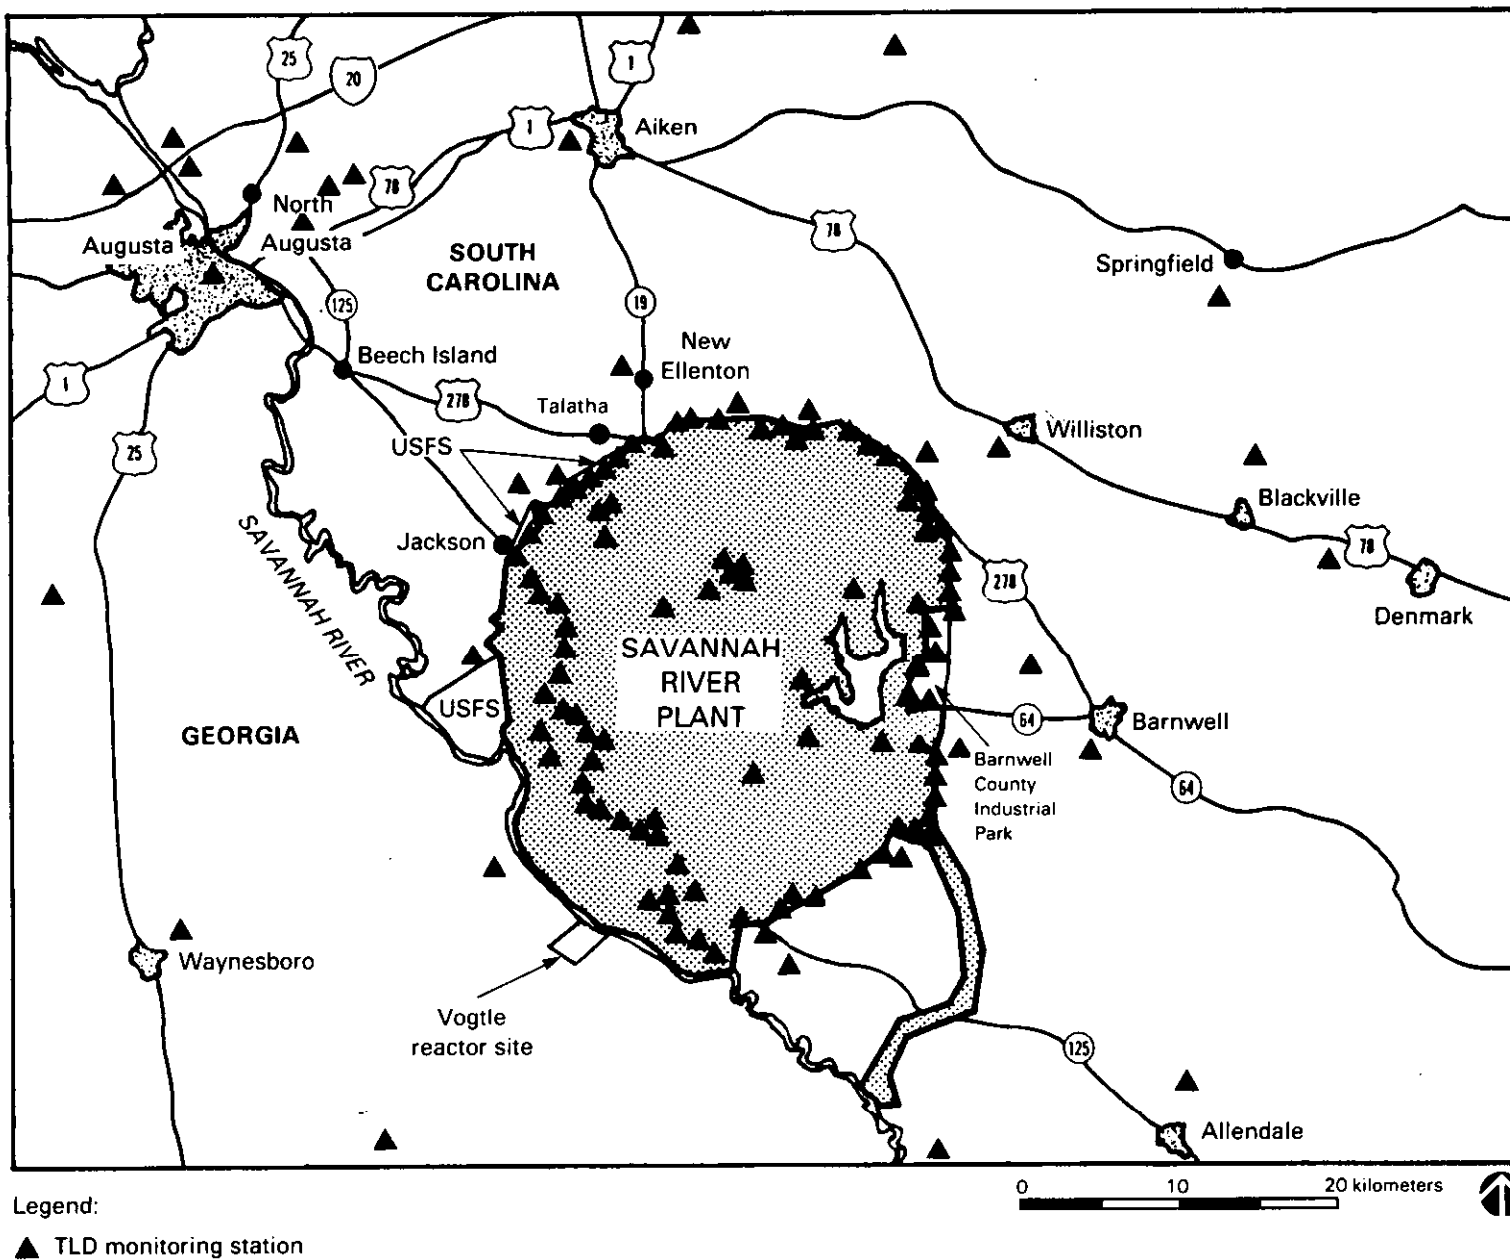 25
20
1
1
Aiken
78
North
Augusta
Augusta
SOUTH
CAROLINA
78
Springfield
125
19
New
Ellenton
Beech Island
1
278
Talatha
USFS
Williston
25
Blackville
SAVANNAH RIVER
Jackson
78
278
Denmark
SAVANNAH
RIVER
PLANT
USFS
GEORGIA
64
Barnwell
Barnwell
County
Industrial
Park
64
Waynesboro
Vogtle
reactor site
125
Allendale
0 10 20 kilometers
Legend:
TLD monitoring station